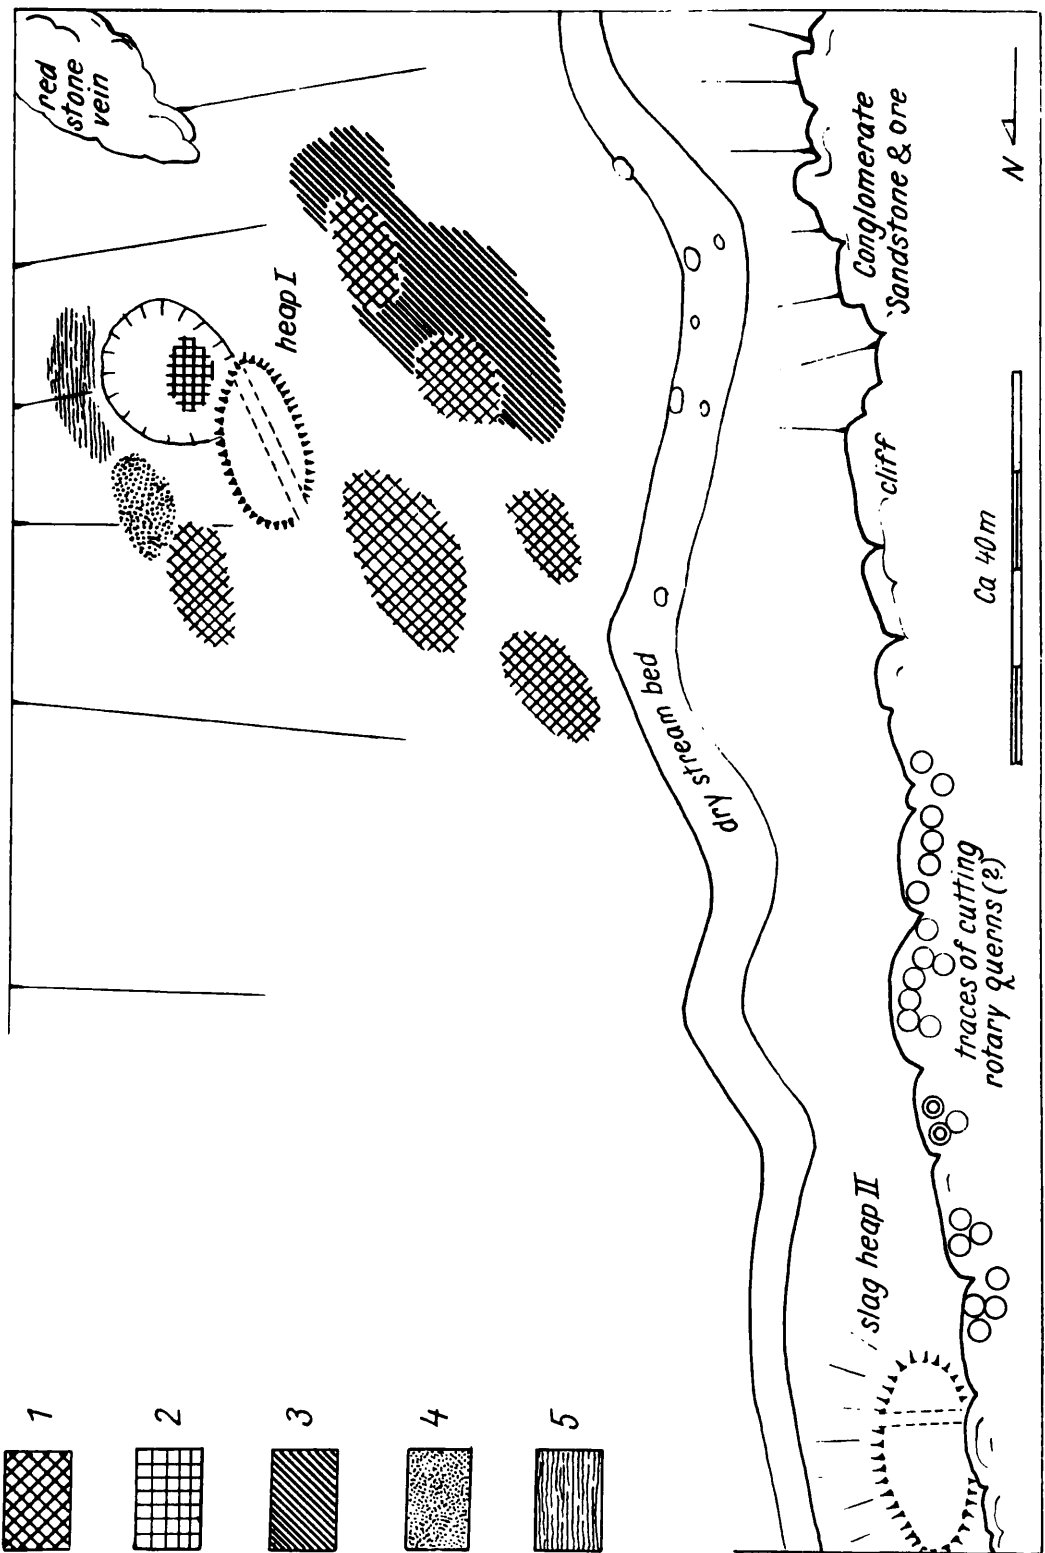 red
stone
vein
heap I
Conglomerate
Sandstone & ore
N
cliff
Ca 40m
dry stream bed
traces of cutting
rotary querns(?)
slag heap II
1
2
3
4
5